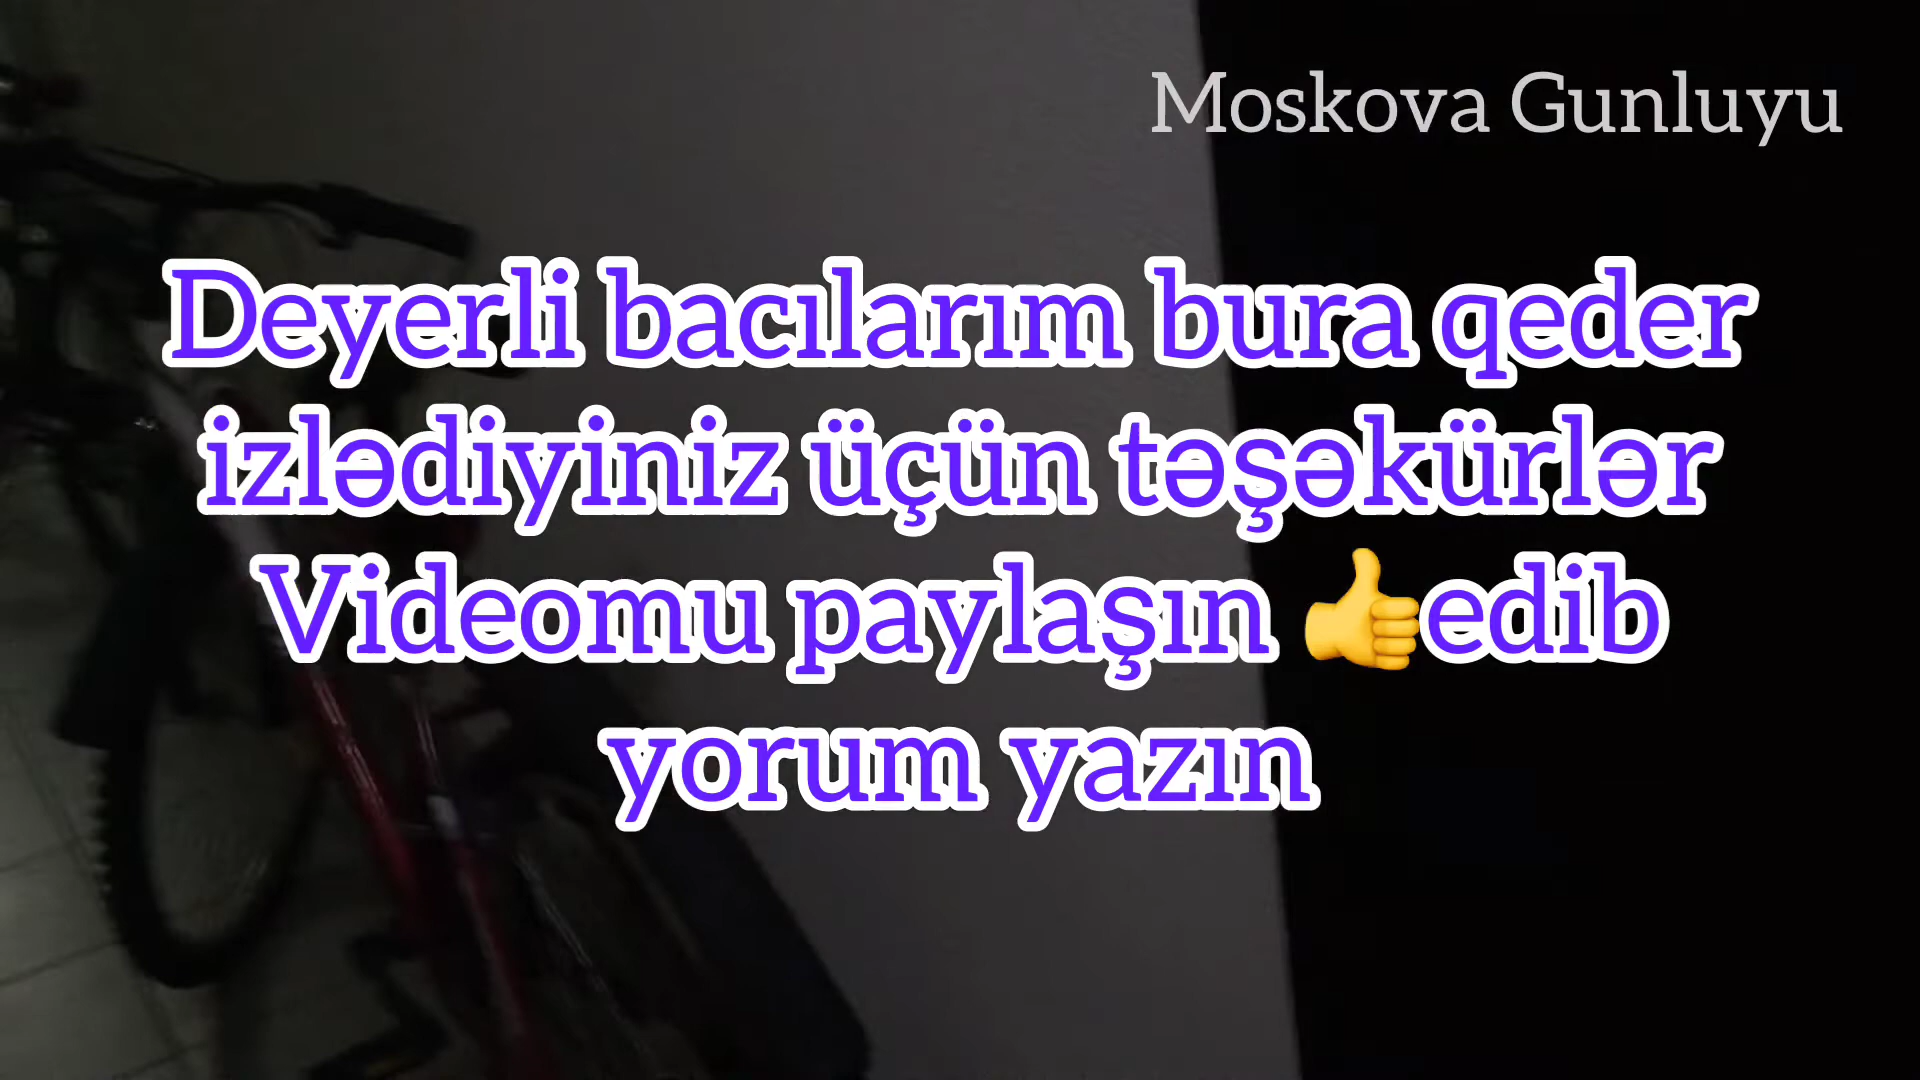 Moskova Gunluyu
Deyerli bacılarım bura qeder
izlədiyiniz üçün təşəkürlər
Videomu paylaşın 👍edib
yorum yazın